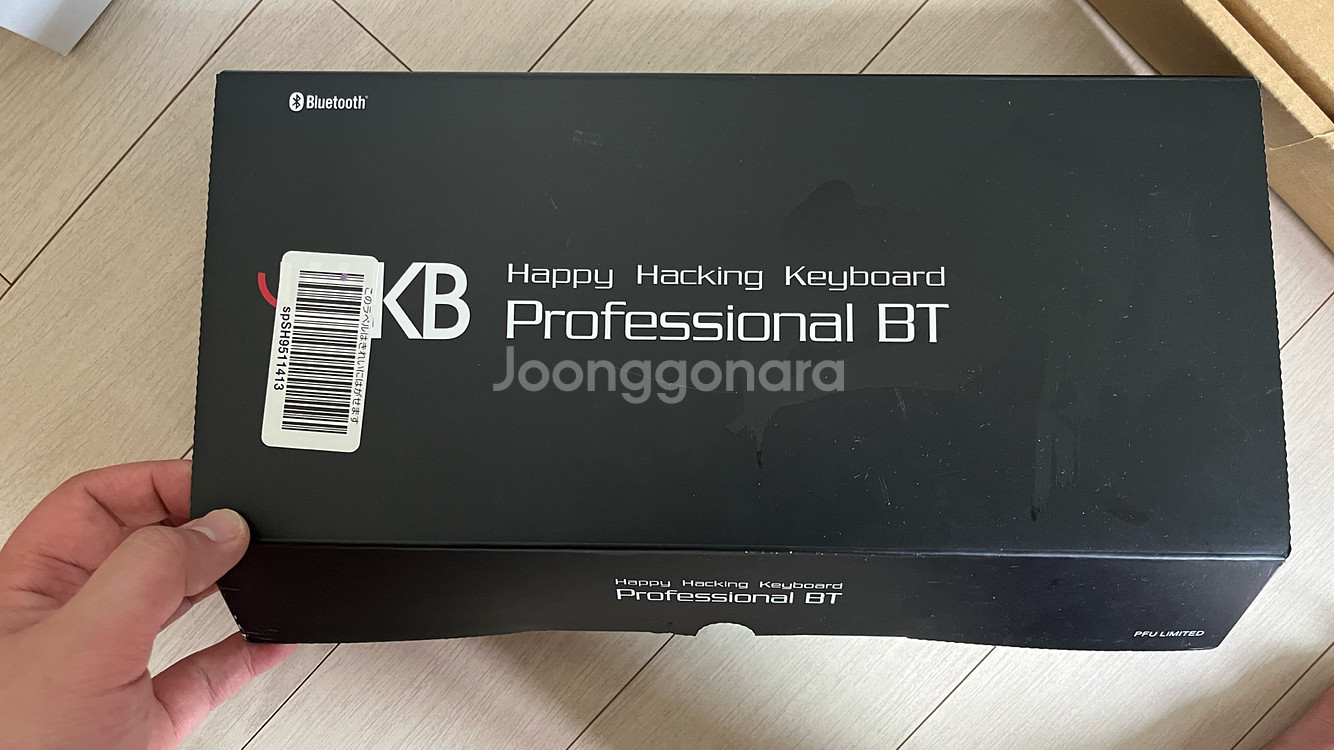 Bluetooth®
KB
Happy Hacking Keyboard
Professional BT
このラベルはきれいにはがせます
spSH9511413
Joonggonara
Happy Hacking Keyboard
Professional BT
PFU LIMITED